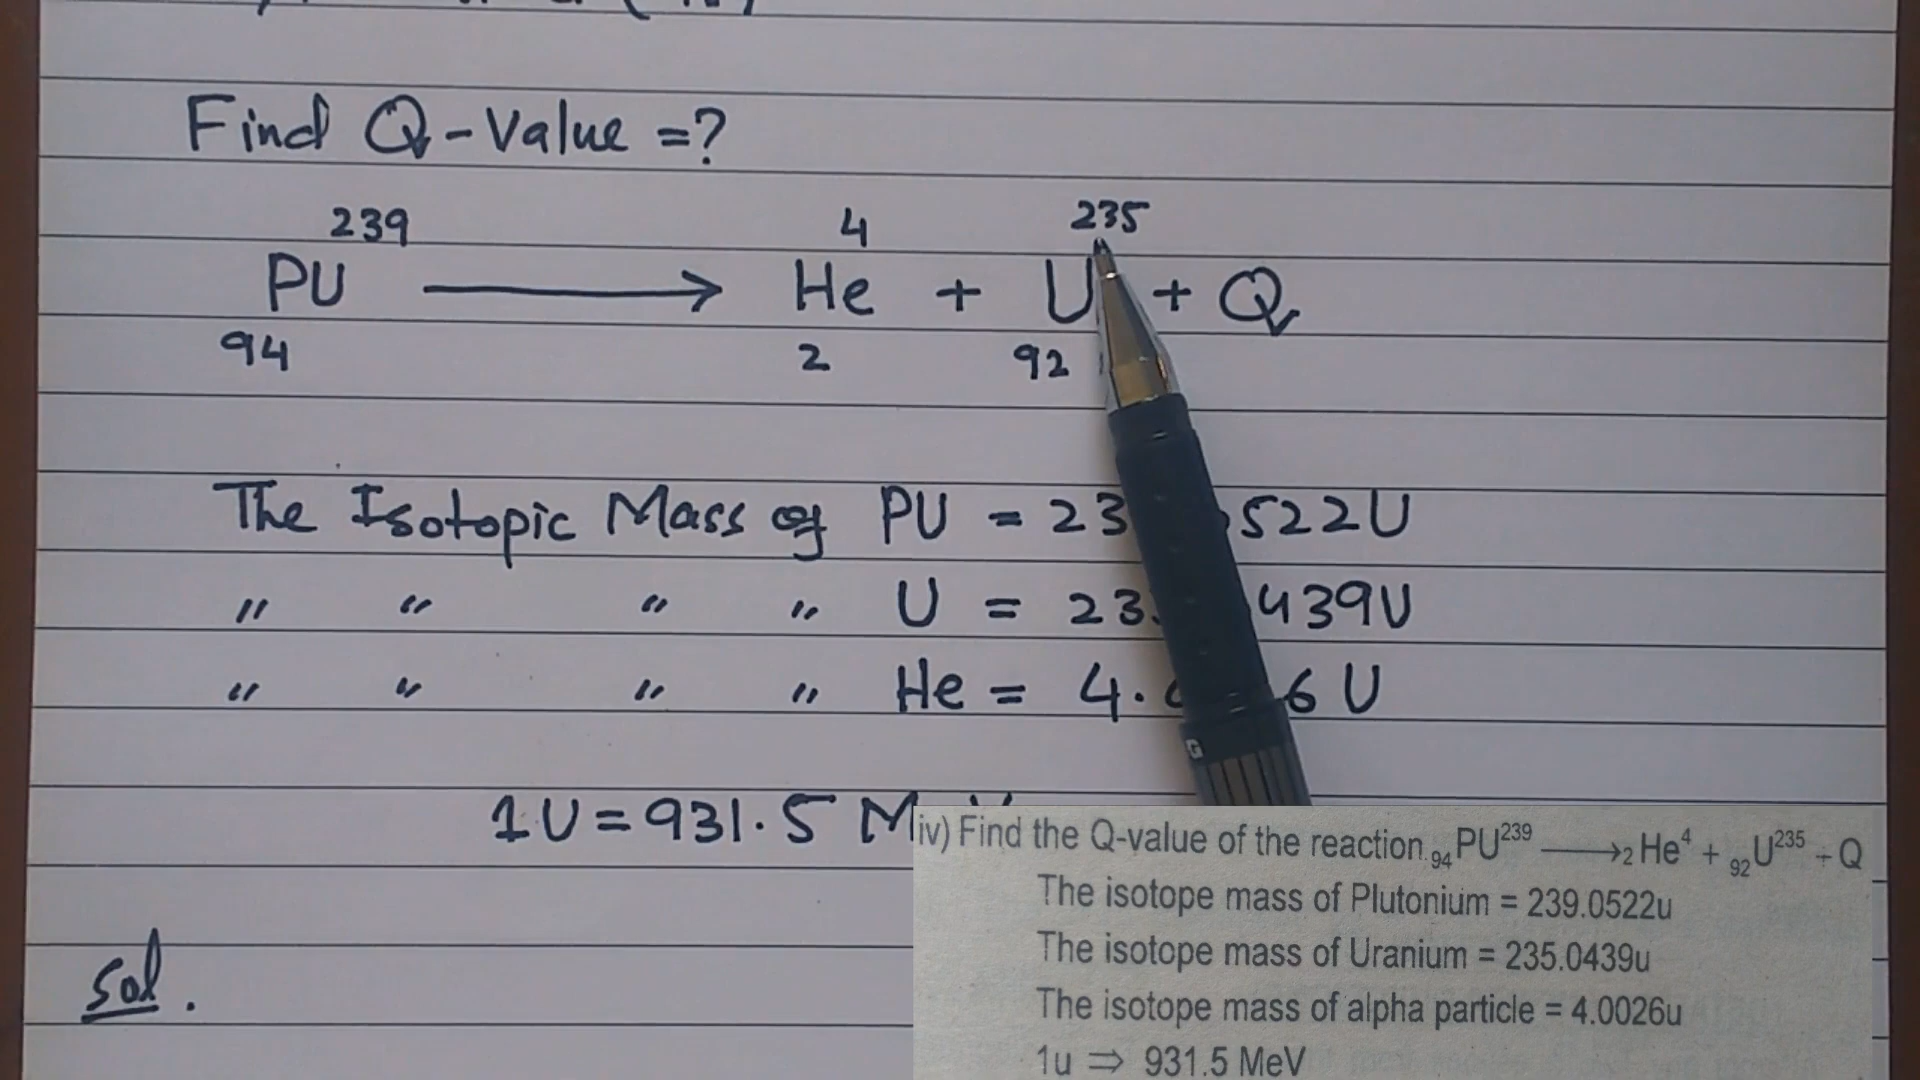 Find Q-Value =?
239 4 235
PU ⟶ He + U + Q
94 2 92
The Isotopic Mass of PU = 23 522U
〃 〃 〃 〃 U = 23 439U
〃 〃 〃 〃 He = 4. 6 U
1U = 931.5 M
sol.
iv) Find the Q-value of the reaction ₉₄PU²³⁹ ⟶ ₂He⁴ + ₉₂U²³⁵ + Q
The isotope mass of Plutonium = 239.0522u
The isotope mass of Uranium = 235.0439u
The isotope mass of alpha particle = 4.0026u
1u ⇒ 931.5 MeV
G